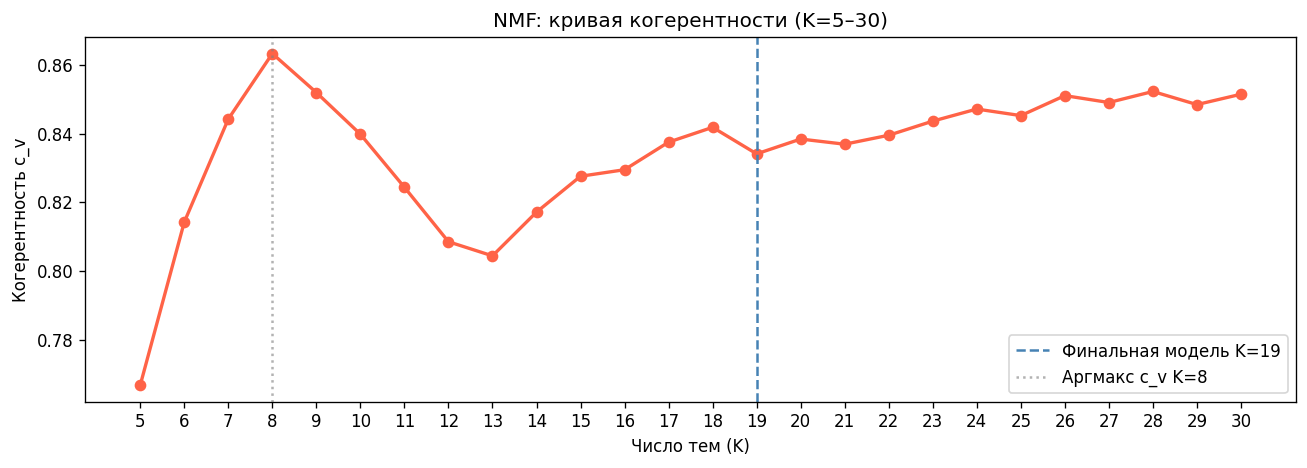 NMF: кривая когерентности (K=5–30)
Когерентность c_v
0.86
0.84
0.82
0.80
0.78
5 6 7 8 9 10 11 12 13 14 15 16 17 18 19 20 21 22 23 24 25 26 27 28 29 30
Число тем (K)
Финальная модель K=19
Аргмакс c_v K=8